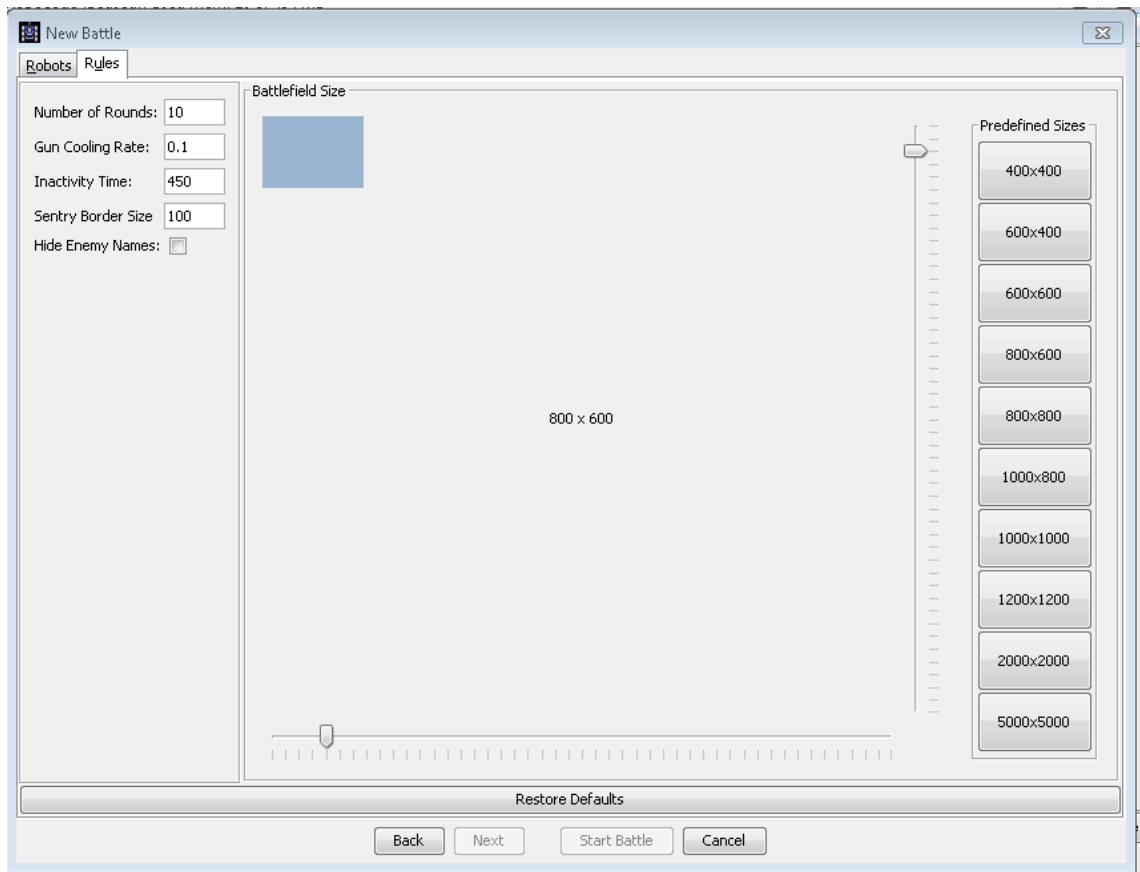 New Battle
Robots Rules
Number of Rounds: 10
Gun Cooling Rate: 0.1
Inactivity Time: 450
Sentry Border Size 100
Hide Enemy Names:
Battlefield Size
800 x 600
Predefined Sizes
400x400
600x400
600x600
800x600
800x800
1000x800
1000x1000
1200x1200
2000x2000
5000x5000
Restore Defaults
Back Next Start Battle Cancel